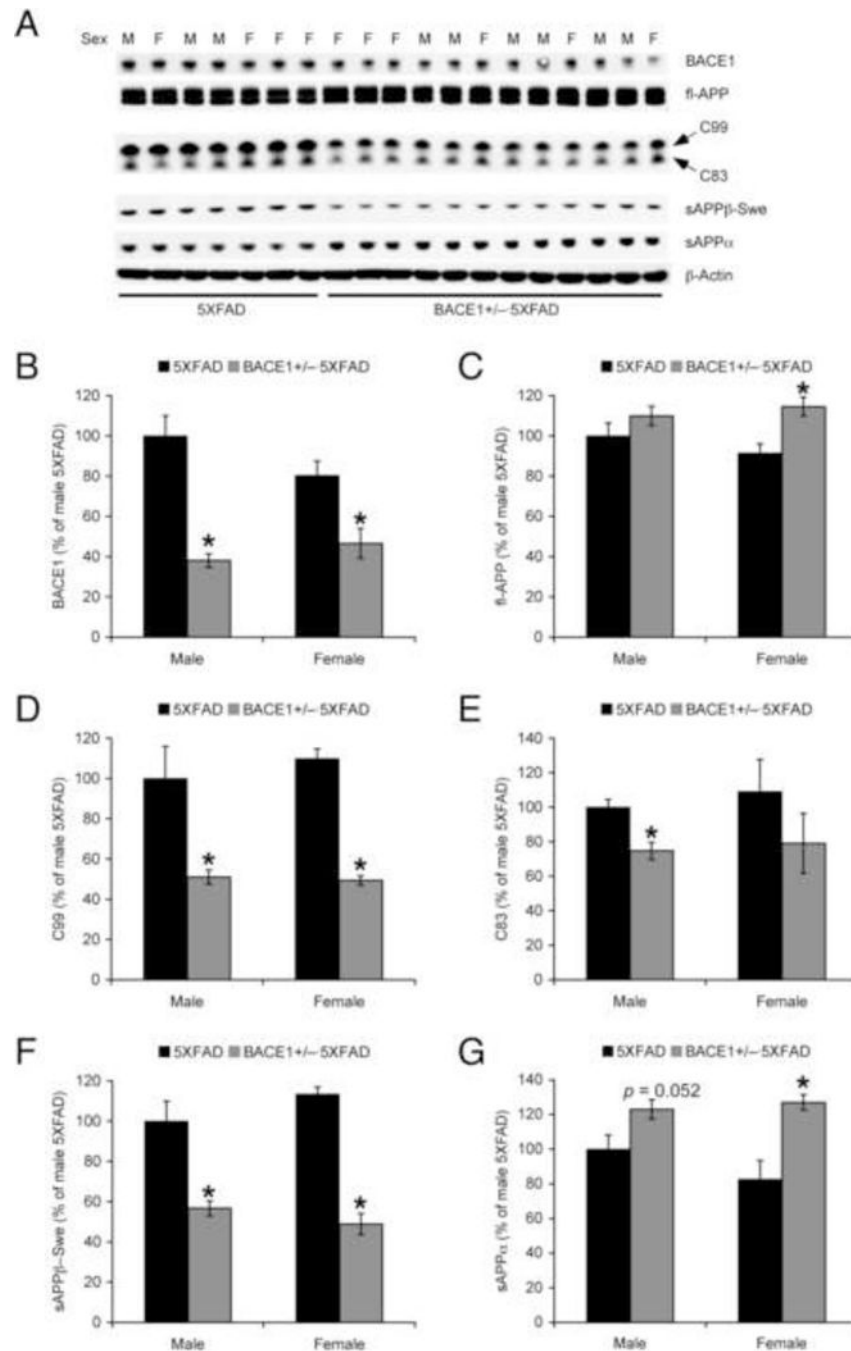 A
Sex M F M M F F F F F F M M F M M F M M F
BACE1
fl-APP
C99
C83
sAPPβ-Swe
sAPPα
β-Actin
5XFAD BACE1+/–·5XFAD
B
5XFAD BACE1+/–·5XFAD
BACE1 (% of male 5XFAD)
120
100
80
60
40
20
0
*
*
Male Female
C
5XFAD BACE1+/–·5XFAD
fl-APP (% of male 5XFAD)
120
100
80
60
40
20
0
*
Male Female
D
5XFAD BACE1+/–·5XFAD
C99 (% of male 5XFAD)
120
100
80
60
40
20
0
*
*
Male Female
E
5XFAD BACE1+/–·5XFAD
C83 (% of male 5XFAD)
140
120
100
80
60
40
20
0
*
Male Female
F
5XFAD BACE1+/–·5XFAD
sAPPβ–Swe (% of male 5XFAD)
120
100
80
60
40
20
0
*
*
Male Female
G
5XFAD BACE1+/–·5XFAD
sAPPα (% of male 5XFAD)
140
120
100
80
60
40
20
0
p = 0.052
*
Male Female